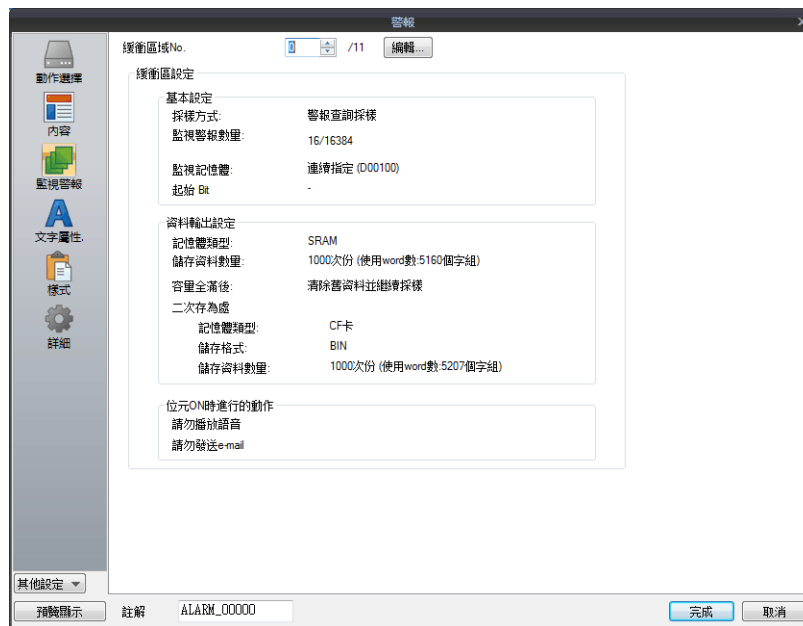 警報
動作選擇
內容
監視警報
文字屬性.
樣式
詳細
其他設定
預覽顯示
緩衝區域No. 0 /11 編輯...
緩衝區設定
基本設定
採樣方式: 警報查詢採樣
監視警報數量: 16/16384
監視記憶體: 連續指定 (D00100)
起始 Bit -
資料輸出設定
記憶體類型: SRAM
儲存資料數量: 1000次份 (使用word數:5160個字組)
容量全滿後: 清除舊資料並繼續採樣
二次存為處
記憶體類型: CF卡
儲存格式: BIN
儲存資料數量: 1000次份 (使用word數:5207個字組)
位元ON時進行的動作
請勿播放語音
請勿發送e-mail
註解 ALARM_00000
完成 取消